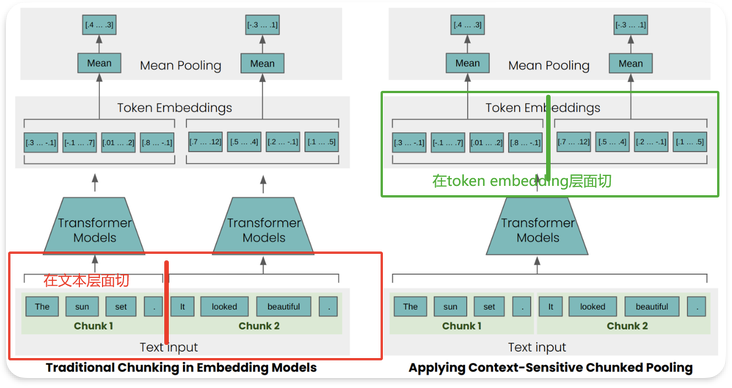 [.4 ... .3]
[-.3 ... .1]
Mean
Mean
Mean Pooling
Token Embeddings
[.3 ... -.1]
[-.1 ... .7]
[.01 ... .2]
[.8 ... -.1]
[.7 ... .12]
[.5 ... .4]
[.2 ... -.1]
[.1 ... .5]
Transformer
Models
Transformer
Models
在文本层面切
The
sun
set
.
It
looked
beautiful
.
Chunk 1
Chunk 2
Text input
Traditional Chunking in Embedding Models
[.4 ... .3]
[-.3 ... .1]
Mean
Mean
Mean Pooling
Token Embeddings
[.3 ... -.1]
[-.1 ... .7]
[.01 ... .2]
[.8 ... -.1]
[.7 ... .12]
[.5 ... .4]
[.2 ... -.1]
[.1 ... .5]
在token embedding层面切
Transformer
Models
The
sun
set
.
It
looked
beautiful
.
Chunk 1
Chunk 2
Text input
Applying Context-Sensitive Chunked Pooling